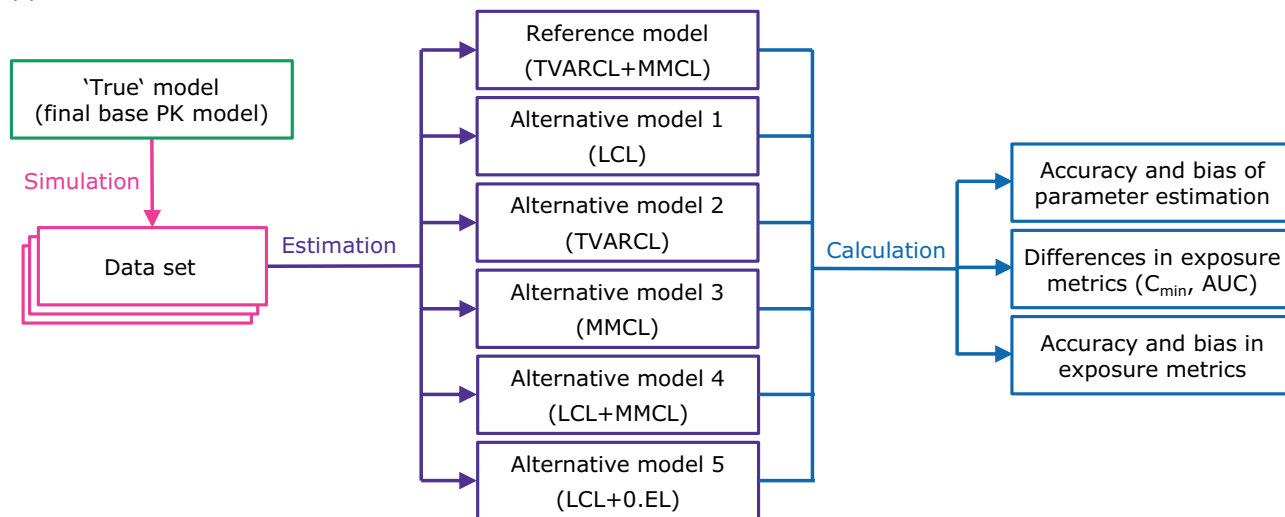 ‘True‘ model
(final base PK model)
Simulation
Data set
Estimation
Reference model
(TVARCL+MMCL)
Alternative model 1
(LCL)
Alternative model 2
(TVARCL)
Alternative model 3
(MMCL)
Alternative model 4
(LCL+MMCL)
Alternative model 5
(LCL+0.EL)
Calculation
Accuracy and bias of
parameter estimation
Differences in exposure
metrics (Cmin, AUC)
Accuracy and bias in
exposure metrics